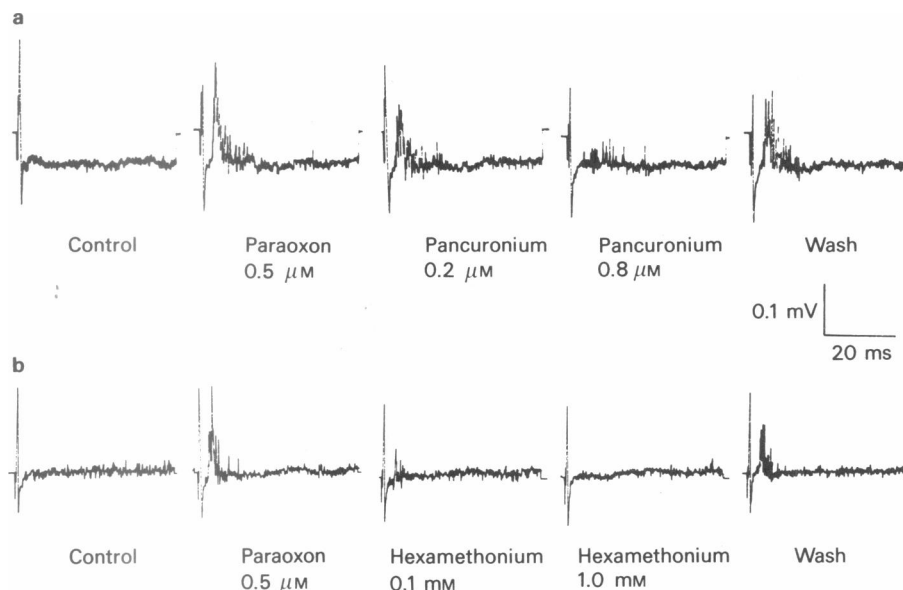 a
Control
Paraoxon
0.5 μM
Pancuronium
0.2 μM
Pancuronium
0.8 μM
Wash
0.1 mV
20 ms
b
Control
Paraoxon
0.5 μM
Hexamethonium
0.1 mM
Hexamethonium
1.0 mM
Wash